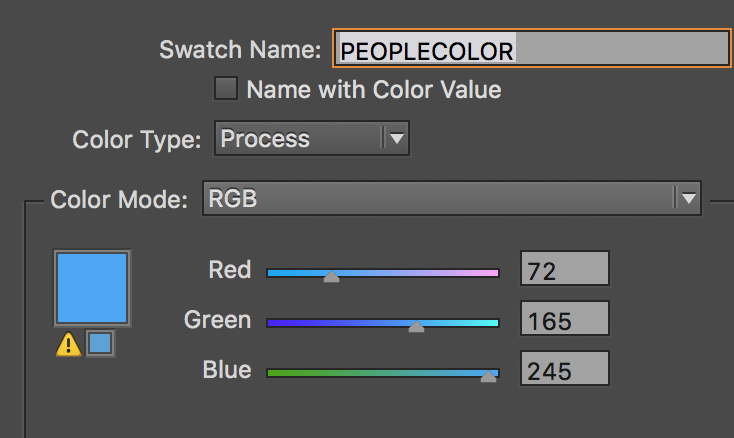 Swatch Name: PEOPLECOLOR
Name with Color Value
Color Type: Process
Color Mode: RGB
Red 72
Green 165
Blue 245